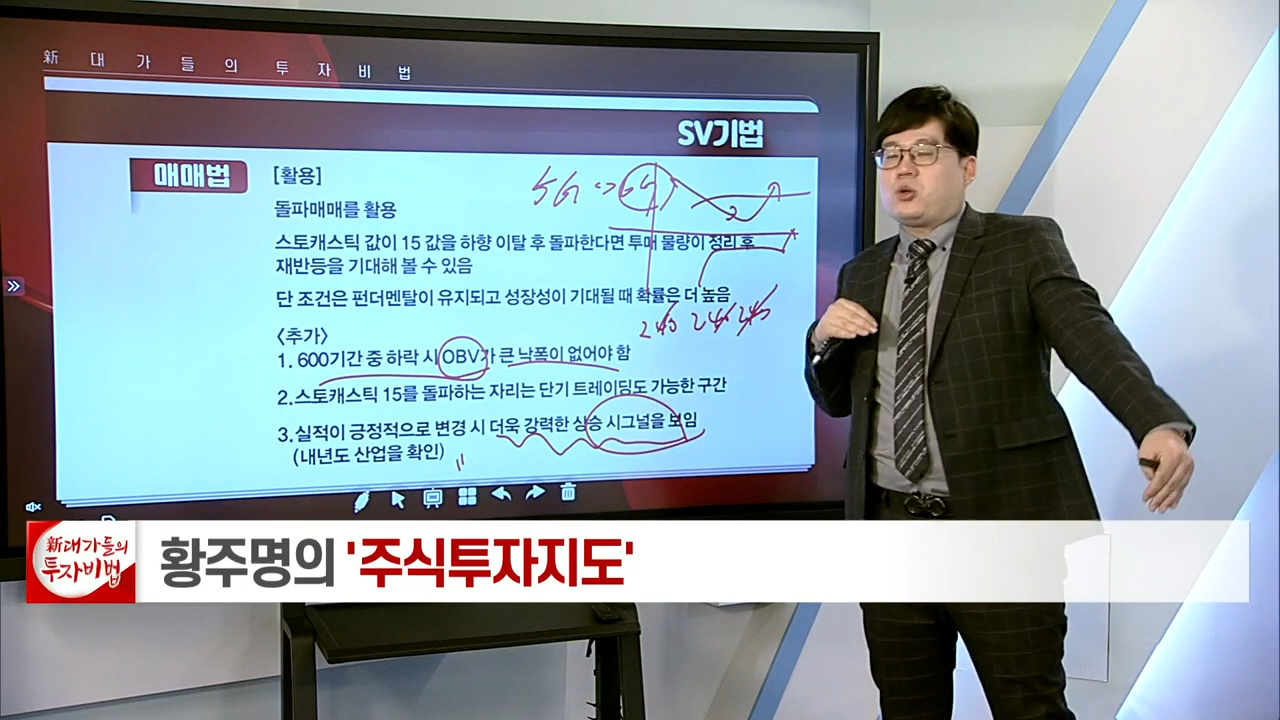 新 대 가 들 의 투 자 비 법
SV기법
매매법
[활용]
5G => 6G
돌파매매를 활용
스토캐스틱 값이 15 값을 하향 이탈 후 돌파한다면 투매 물량이 정리 후
재반등을 기대해 볼 수 있음
단 조건은 펀더멘탈이 유지되고 성장성이 기대될 때 확률은 더 높음
<추가>
1. 600기간 중 하락 시 OBV가 큰 낙폭이 없어야 함
2.스토캐스틱 15를 돌파하는 자리는 단기 트레이딩도 가능한 구간
3.실적이 긍정적으로 변경 시 더욱 강력한 상승 시그널을 보임
(내년도 산업을 확인)
新대가들의
투자비법
황주명의 '주식투자지도'